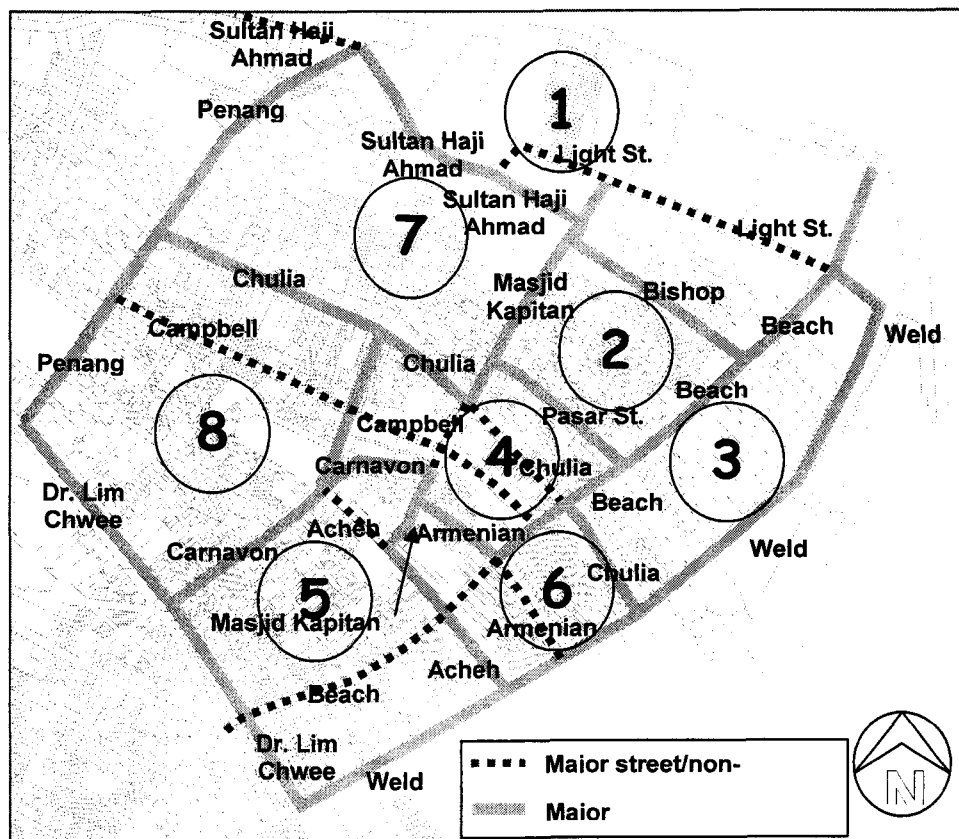 Sultan Haji
Ahmad
Penang
1
Sultan Haji
Ahmad
Light St.
Sultan Haji
Ahmad
7
Light St.
Chulia
Masjid
Kapitan
Bishop
Campbell
Beach
Weld
Penang
Chulia
2
Beach
8
Campbell
Pasar St.
4
3
Carnavon
Chulia
Dr. Lim
Chwee
Beach
Acheh
Armenian
Weld
Carnavon
Chulia
5
6
Masjid Kapitan
Armenian
Acheh
Beach
Dr. Lim
Chwee
Weld
Maior street/non-
Maior
N